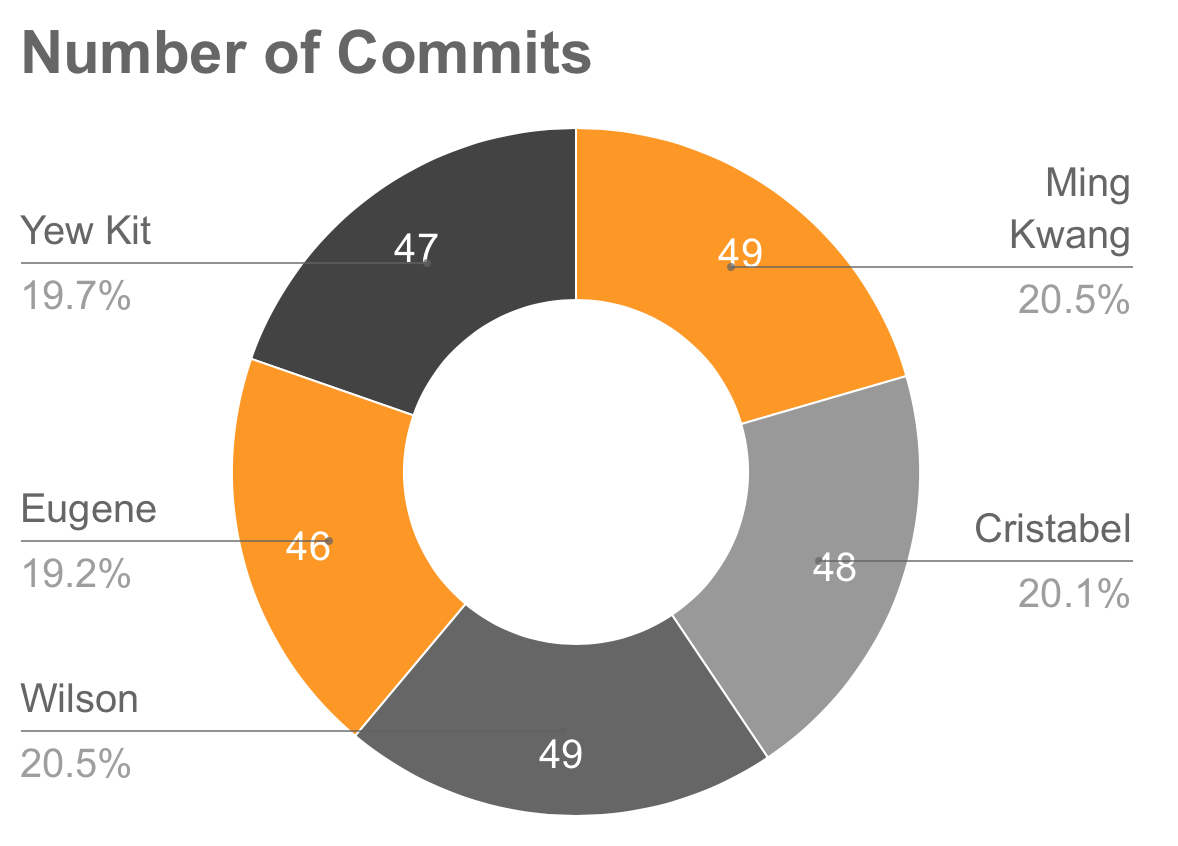 Number of Commits
Yew Kit
19.7%
47
49
Ming
Kwang
20.5%
Eugene
19.2%
46
48
Cristabel
20.1%
Wilson
20.5%
49